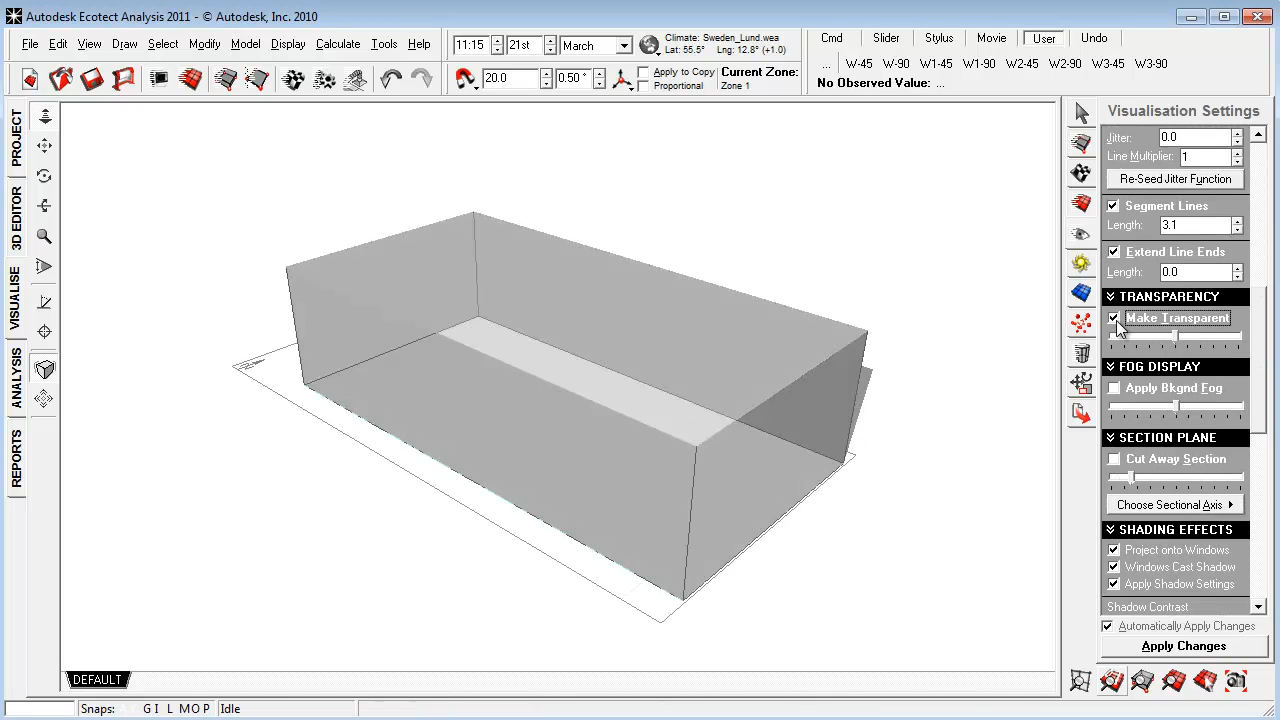 Autodesk Ecotect Analysis 2011 - © Autodesk, Inc. 2010
File Edit View Draw Select Modify Model Display Calculate Tools Help
11:15 21st March
Climate: Sweden_Lund.wea
Lat: 55.5° Lng: 12.8° (+1.0)
Cmd Slider Stylus Movie User Undo
... W-45 W-90 W1-45 W1-90 W2-45 W2-90 W3-45 W3-90
20.0 0.50°
Apply to Copy
Proportional
Current Zone:
Zone 1
No Observed Value: ...
PROJECT
3D EDITOR
VISUALISE
ANALYSIS
REPORTS
Visualisation Settings
Jitter: 0.0
Line Multiplier: 1
Re-Seed Jitter Function
Segment Lines
Length: 3.1
Extend Line Ends
Length: 0.0
TRANSPARENCY
Make Transparent
FOG DISPLAY
Apply Bkgnd Fog
SECTION PLANE
Cut Away Section
Choose Sectional Axis
SHADING EFFECTS
Project onto Windows
Windows Cast Shadow
Apply Shadow Settings
Shadow Contrast
Automatically Apply Changes
Apply Changes
DEFAULT
Snaps: G I L M O P Idle